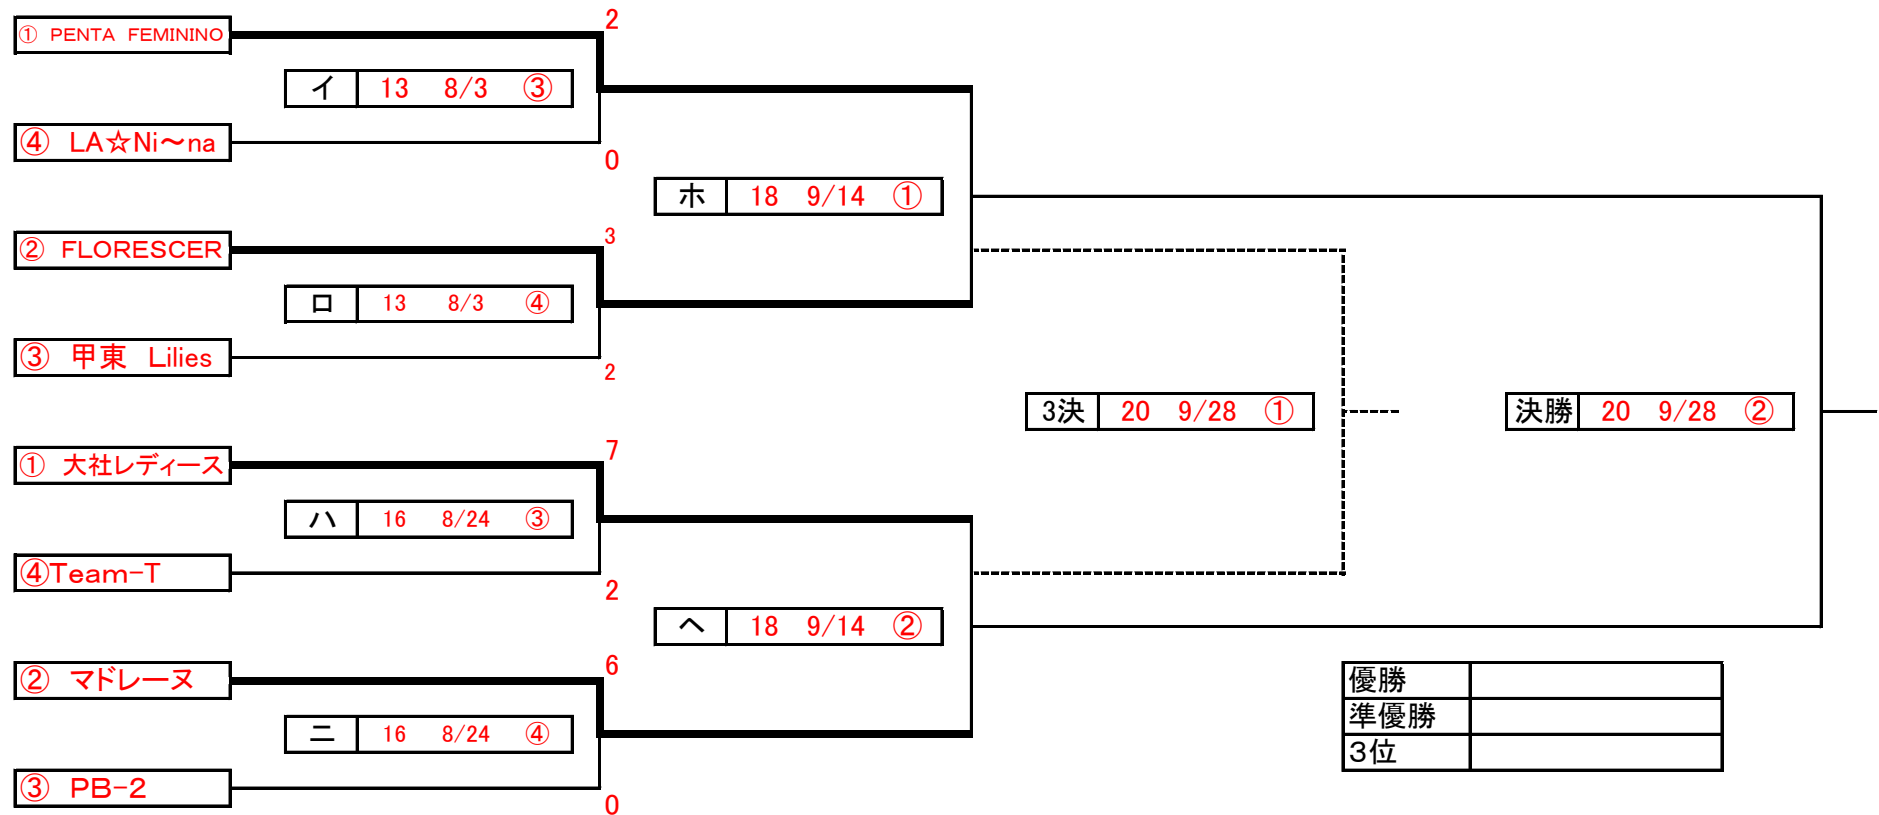 ① PENTA FEMININO
2
イ 13 8/3 ③
④ LA☆Ni～na
0
ホ 18 9/14 ①
② FLORESCER
3
ロ 13 8/3 ④
③ 甲東 Lilies
2
3決 20 9/28 ①
決勝 20 9/28 ②
① 大社レディース
7
ハ 16 8/24 ③
④Team-T
2
ヘ 18 9/14 ②
② マドレーヌ
6
ニ 16 8/24 ④
③ PB-2
0
優勝
準優勝
3位